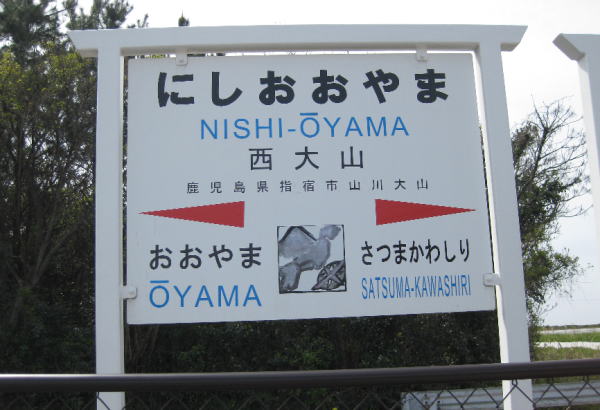 にしおおやま
NISHI-ŌYAMA
西大山
鹿児島県指宿市山川大山
おおやま
ŌYAMA
さつまかわしり
SATSUMA-KAWASHIRI